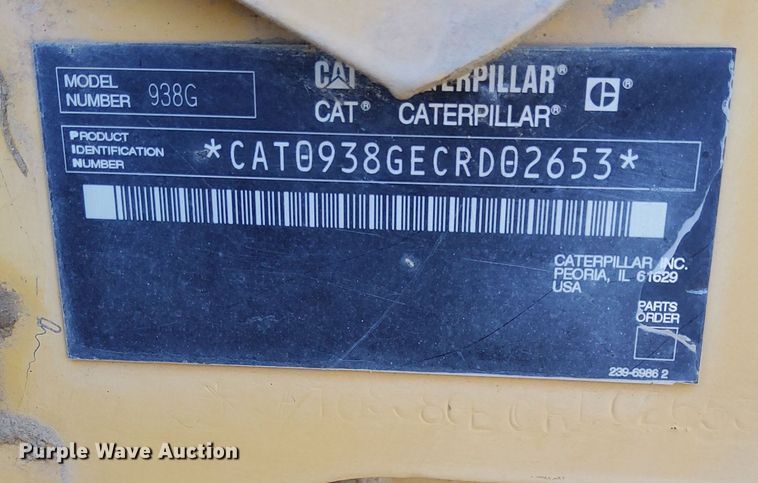 MODEL NUMBER 938G
CAT CATERPILLAR®
CAT® CATERPILLAR®
C ®
PRODUCT IDENTIFICATION NUMBER
*CAT0938GECRD02653*
CATERPILLAR INC.
PEORIA, IL 61629
USA
PARTS ORDER
239-6986 2
Purple Wave Auction®